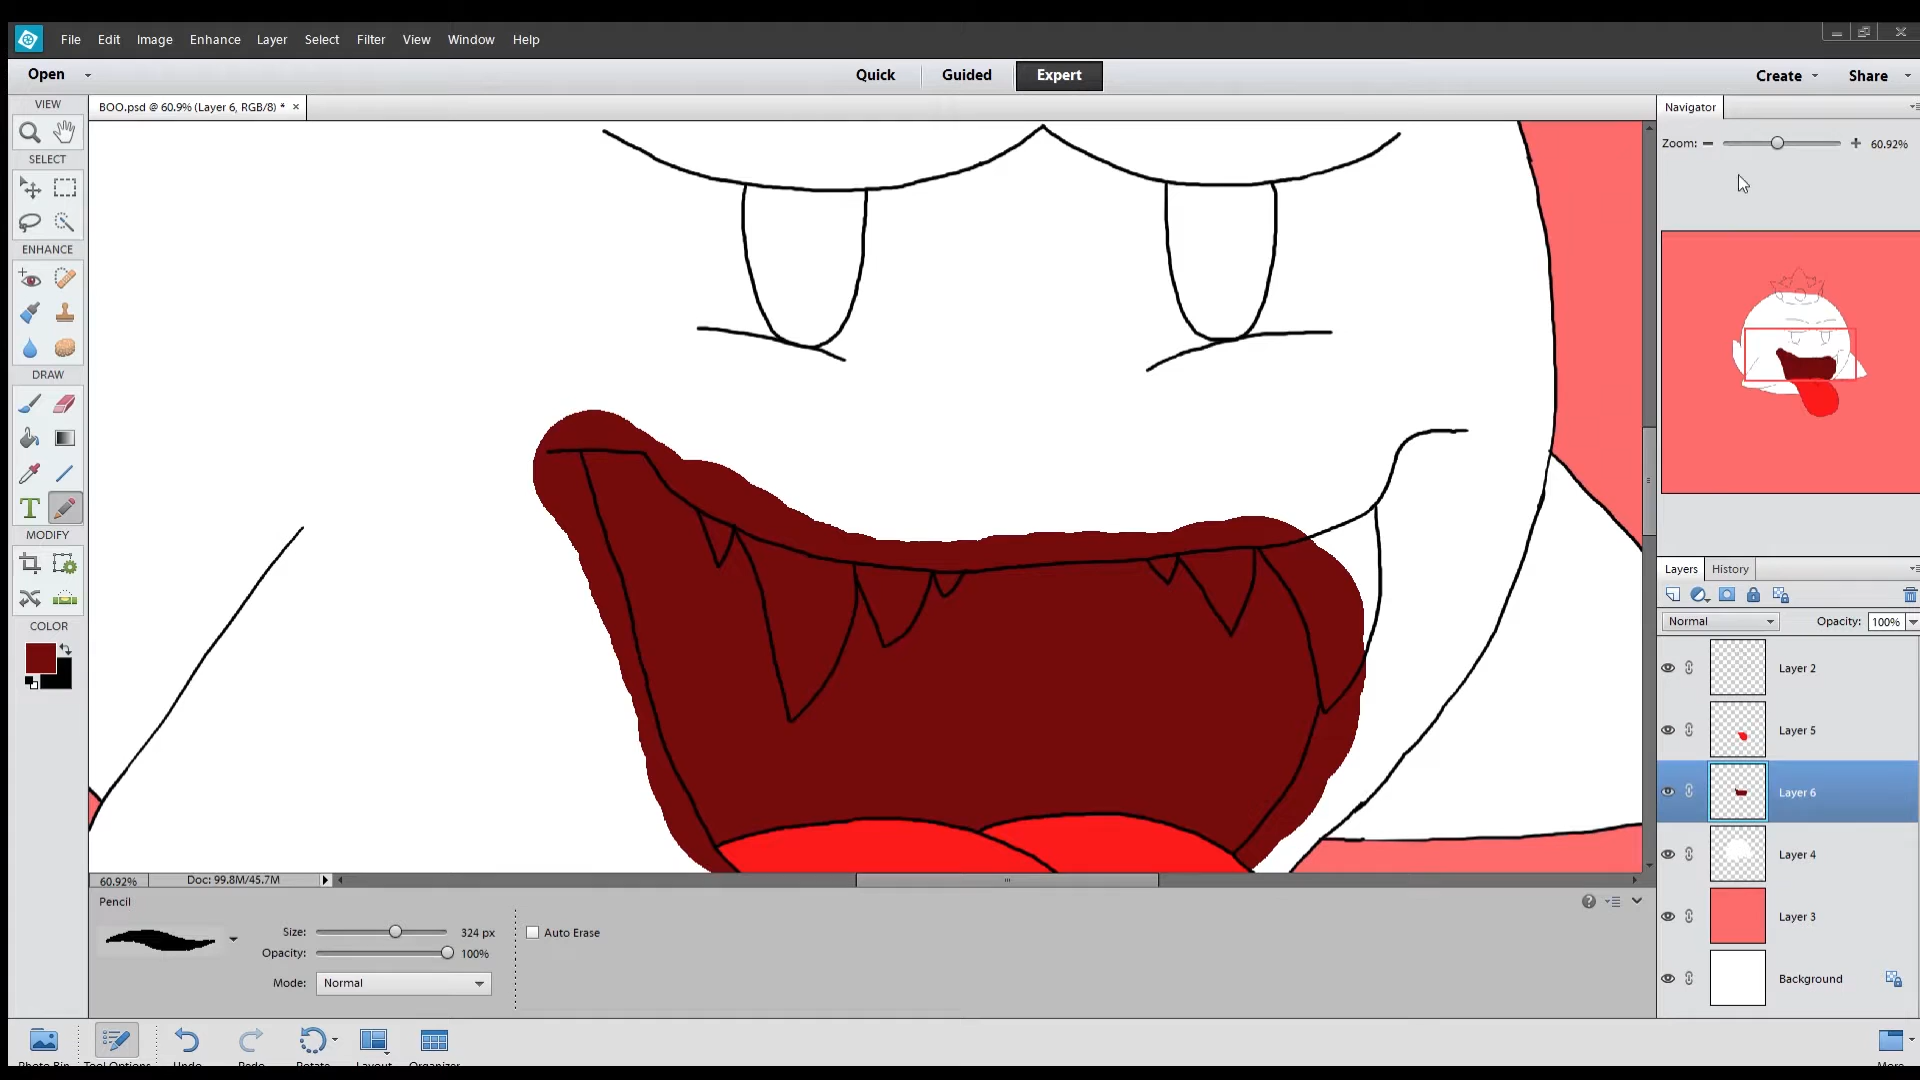 File Edit Image Enhance Layer Select Filter View Window Help
Open Quick Guided Expert Create Share
VIEW
BOO.psd @ 60.9% (Layer 6, RGB/8) * ×
Navigator
Zoom: 60.92%
SELECT
ENHANCE
DRAW
T
MODIFY
COLOR
Layers History
Normal Opacity: 100%
Layer 2
Layer 5
Layer 6
Layer 4
Layer 3
Background
60.92% Doc: 99.8M/45.7M
Pencil
Size: 324 px
Auto Erase
Opacity: 100%
Mode: Normal
Photo Bin Tool Options Undo Redo Rotate Layout Organizer More